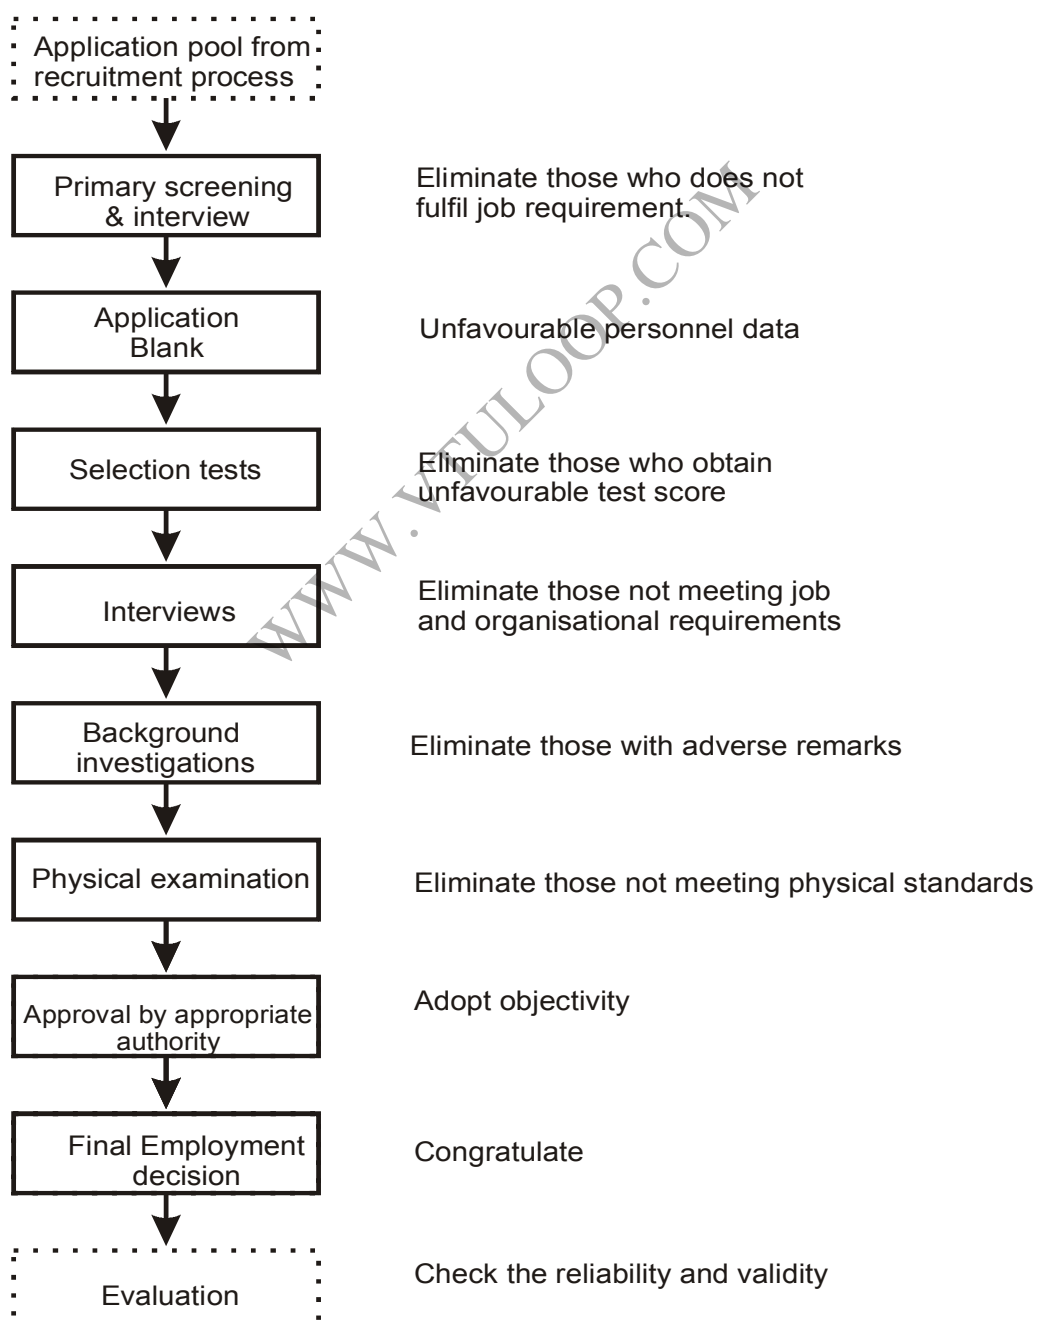 Application pool from
recruitment process
Primary screening
& interview
Eliminate those who does not
fulfil job requirement.
Application
Blank
Unfavourable personnel data
Selection tests
Eliminate those who obtain
unfavourable test score
Interviews
Eliminate those not meeting job
and organisational requirements
Background
investigations
Eliminate those with adverse remarks
Physical examination
Eliminate those not meeting physical standards
Approval by appropriate
authority
Adopt objectivity
Final Employment
decision
Congratulate
Evaluation
Check the reliability and validity
WWW.VTULOOP.COM